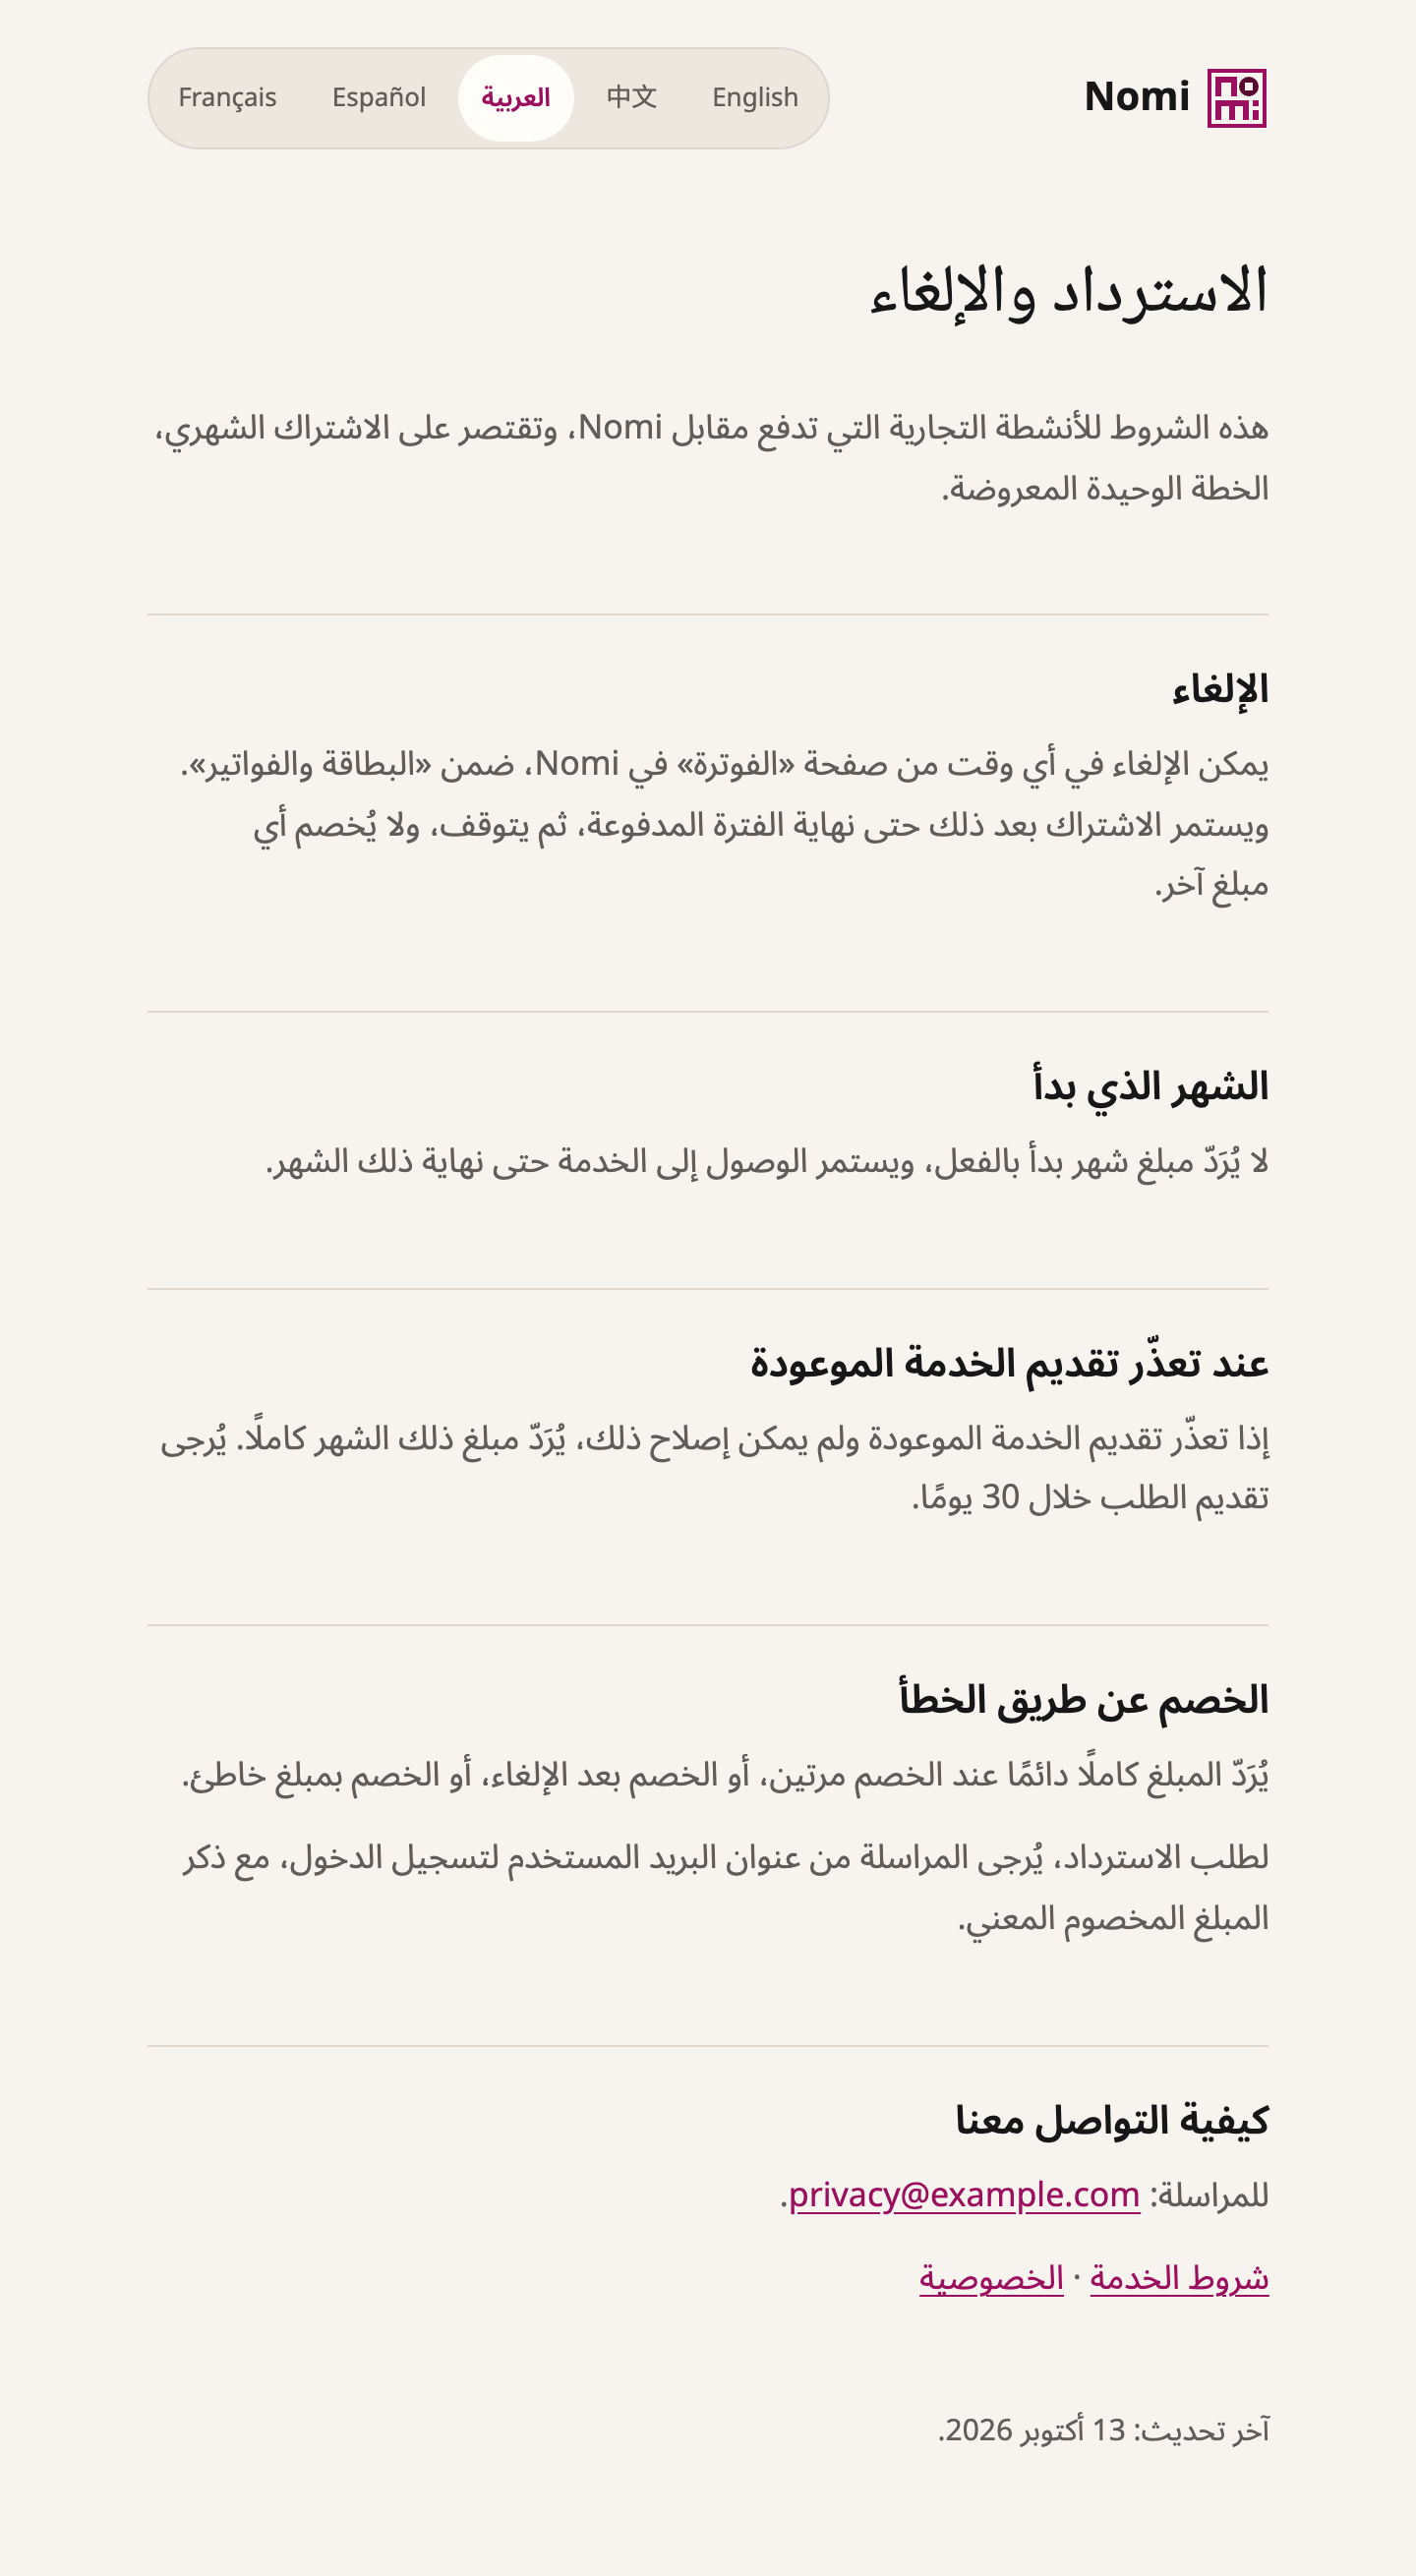 Nomi
English
中文
العربية
Español
Français
الاسترداد والإلغاء
هذه الشروط للأنشطة التجارية التي تدفع مقابل Nomi، وتقتصر على الاشتراك الشهري،
الخطة الوحيدة المعروضة.
الإلغاء
يمكن الإلغاء في أي وقت من صفحة «الفوترة» في Nomi، ضمن «البطاقة والفواتير».
ويستمر الاشتراك بعد ذلك حتى نهاية الفترة المدفوعة، ثم يتوقف، ولا يُخصم أي
مبلغ آخر.
الشهر الذي بدأ
لا يُرَدّ مبلغ شهر بدأ بالفعل، ويستمر الوصول إلى الخدمة حتى نهاية ذلك الشهر.
عند تعذّر تقديم الخدمة الموعودة
إذا تعذّر تقديم الخدمة الموعودة ولم يمكن إصلاح ذلك، يُرَدّ مبلغ ذلك الشهر كاملًا. يُرجى
تقديم الطلب خلال 30 يومًا.
الخصم عن طريق الخطأ
يُرَدّ المبلغ كاملًا دائمًا عند الخصم مرتين، أو الخصم بعد الإلغاء، أو الخصم بمبلغ خاطئ.
لطلب الاسترداد، يُرجى المراسلة من عنوان البريد المستخدم لتسجيل الدخول، مع ذكر
المبلغ المخصوم المعني.
كيفية التواصل معنا
للمراسلة: privacy@example.com.
شروط الخدمة · الخصوصية
آخر تحديث: 13 أكتوبر 2026.